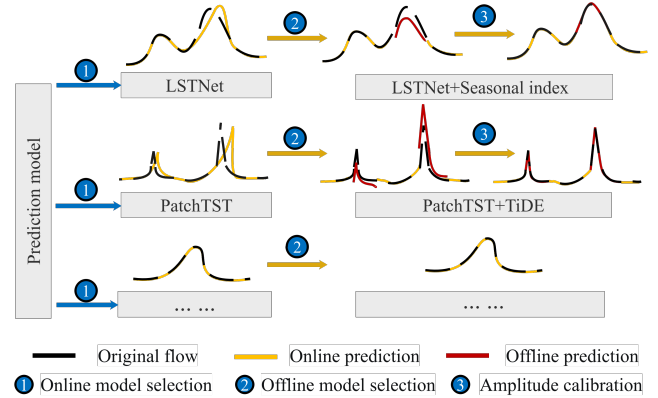 2
3
1
LSTNet
LSTNet+Seasonal index
Prediction model
2
3
1
PatchTST
PatchTST+TiDE
2
1
... ...
... ...
Original flow
Online prediction
Offline prediction
1 Online model selection
2 Offline model selection
3 Amplitude calibration